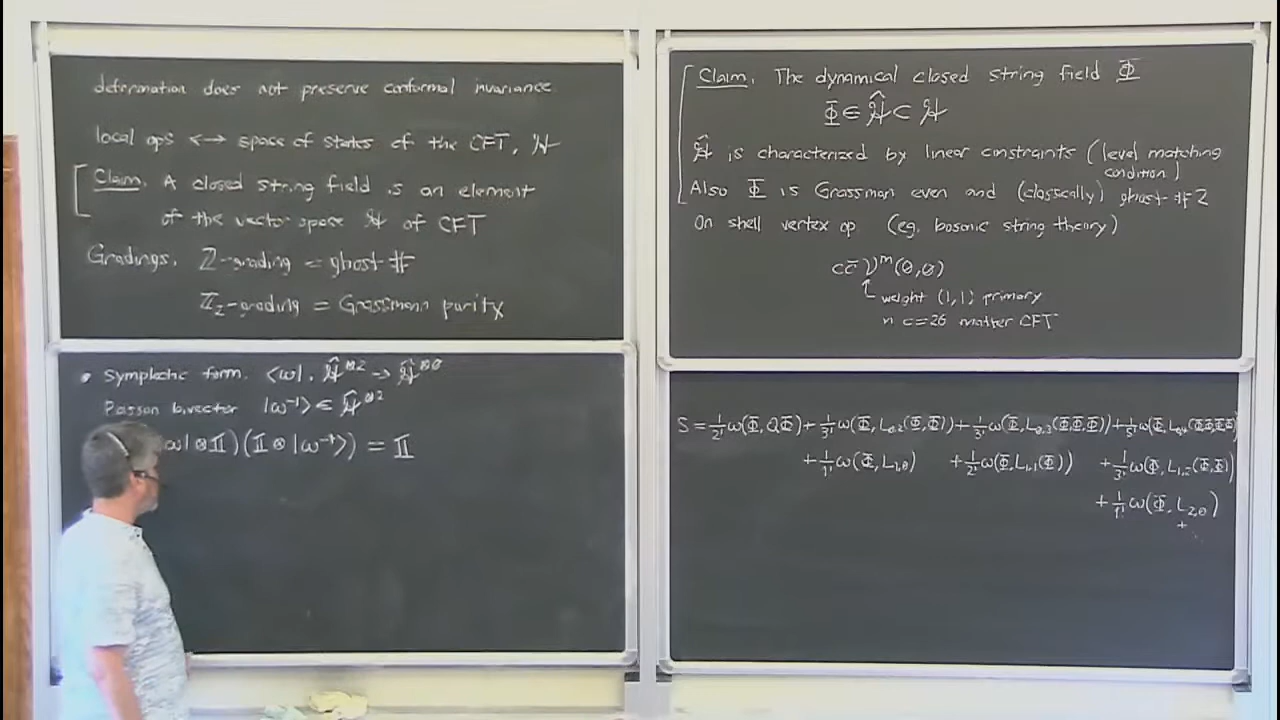 deformation does not preserve conformal invariance
local ops ↔ space of states of the CFT, ℋ
Claim. A closed string field is an element
of the vector space ℋ of CFT
Gradings. ℤ-grading = ghost #
ℤ₂-grading = Grassmann parity
• Symplectic form. ⟨ω|: Ĥ^⊗2 → Ĥ^⊗0
Poisson bivector |ω⁻¹⟩ ∈ Ĥ^⊗2
ω|⊗𝕀)(𝕀⊗|ω⁻¹⟩) = 𝕀
Claim. The dynamical closed string field Φ
Φ ∈ Ĥ ⊂ ℋ
Ĥ is characterized by linear constraints (level matching
condition)
Also Φ is Grassman even and (classically) ghost # 2
On shell vertex op (eg. bosonic string theory)
c c̄ V^m(0,0)
↑ weight (1,1) primary
in c=26 matter CFT
S = 1/2! ω(Φ, QΦ) + 1/3! ω(Φ, L₀,₂(Φ,Φ)) + 1/3! ω(Φ, L₀,₃(Φ,Φ,Φ)) + 1/5! ω(Φ, L₀,₄(Φ,Φ,Φ,Φ)
+ 1/1! ω(Φ, L₁,₀) + 1/2! ω(Φ, L₁,₁(Φ)) + 1/3! ω(Φ, L₁,₂(Φ,Φ))
+ 1/1! ω(Φ, L₂,₀)
+